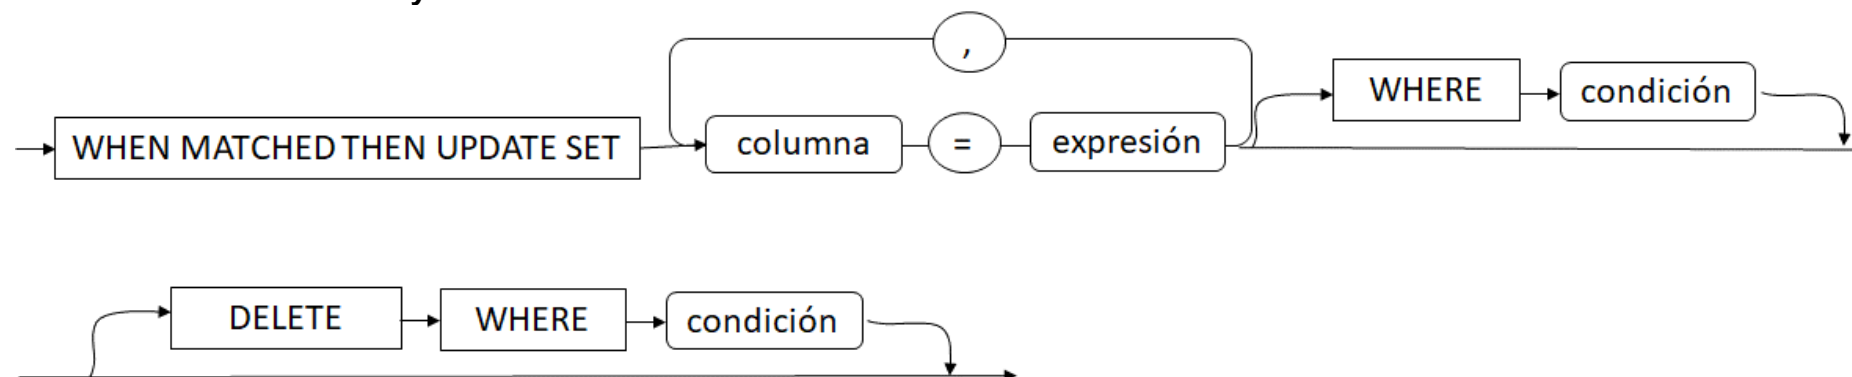 ,
WHEN MATCHED THEN UPDATE SET columna = expresión WHERE condición
DELETE WHERE condición